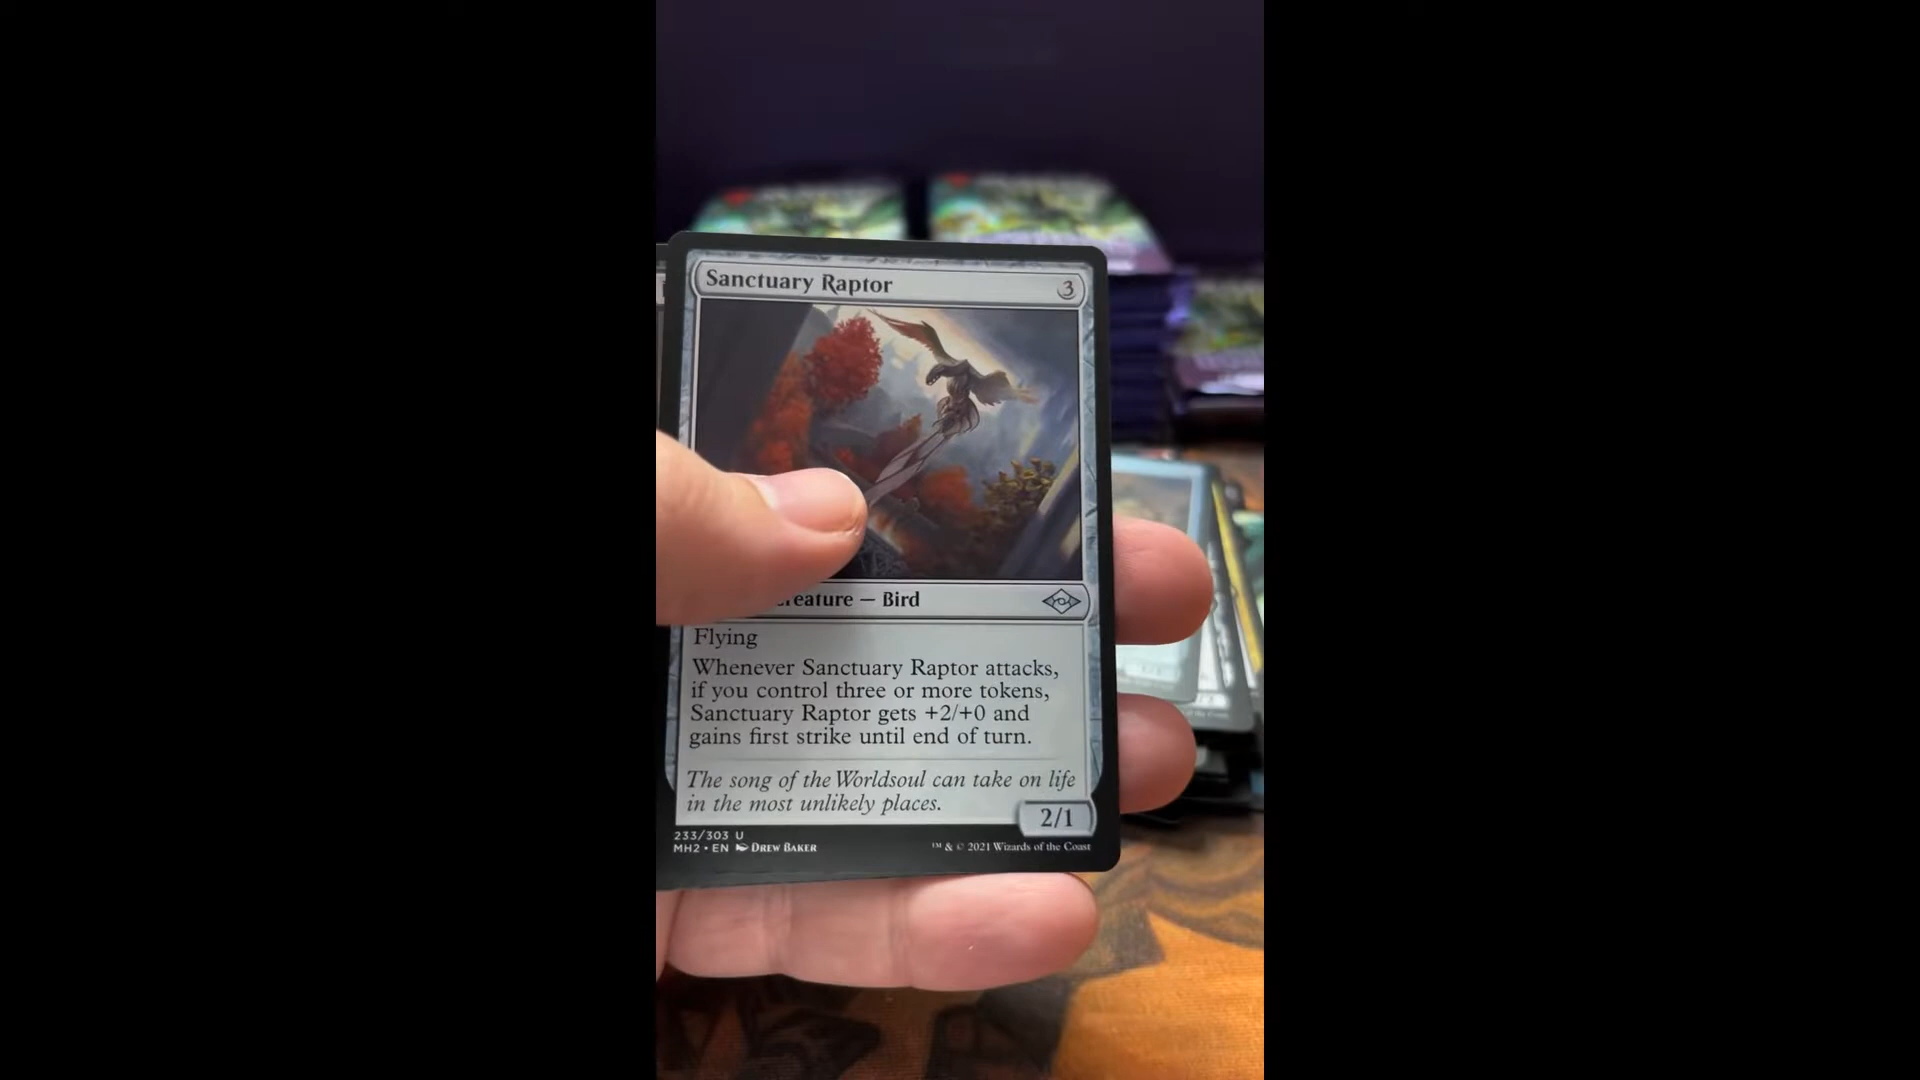 Sanctuary Raptor 3
Creature — Bird
Flying
Whenever Sanctuary Raptor attacks,
if you control three or more tokens,
Sanctuary Raptor gets +2/+0 and
gains first strike until end of turn.
The song of the Worldsoul can take on life
in the most unlikely places.
2/1
233/303 U
MH2 • EN Drew Baker
™ & © 2021 Wizards of the Coast